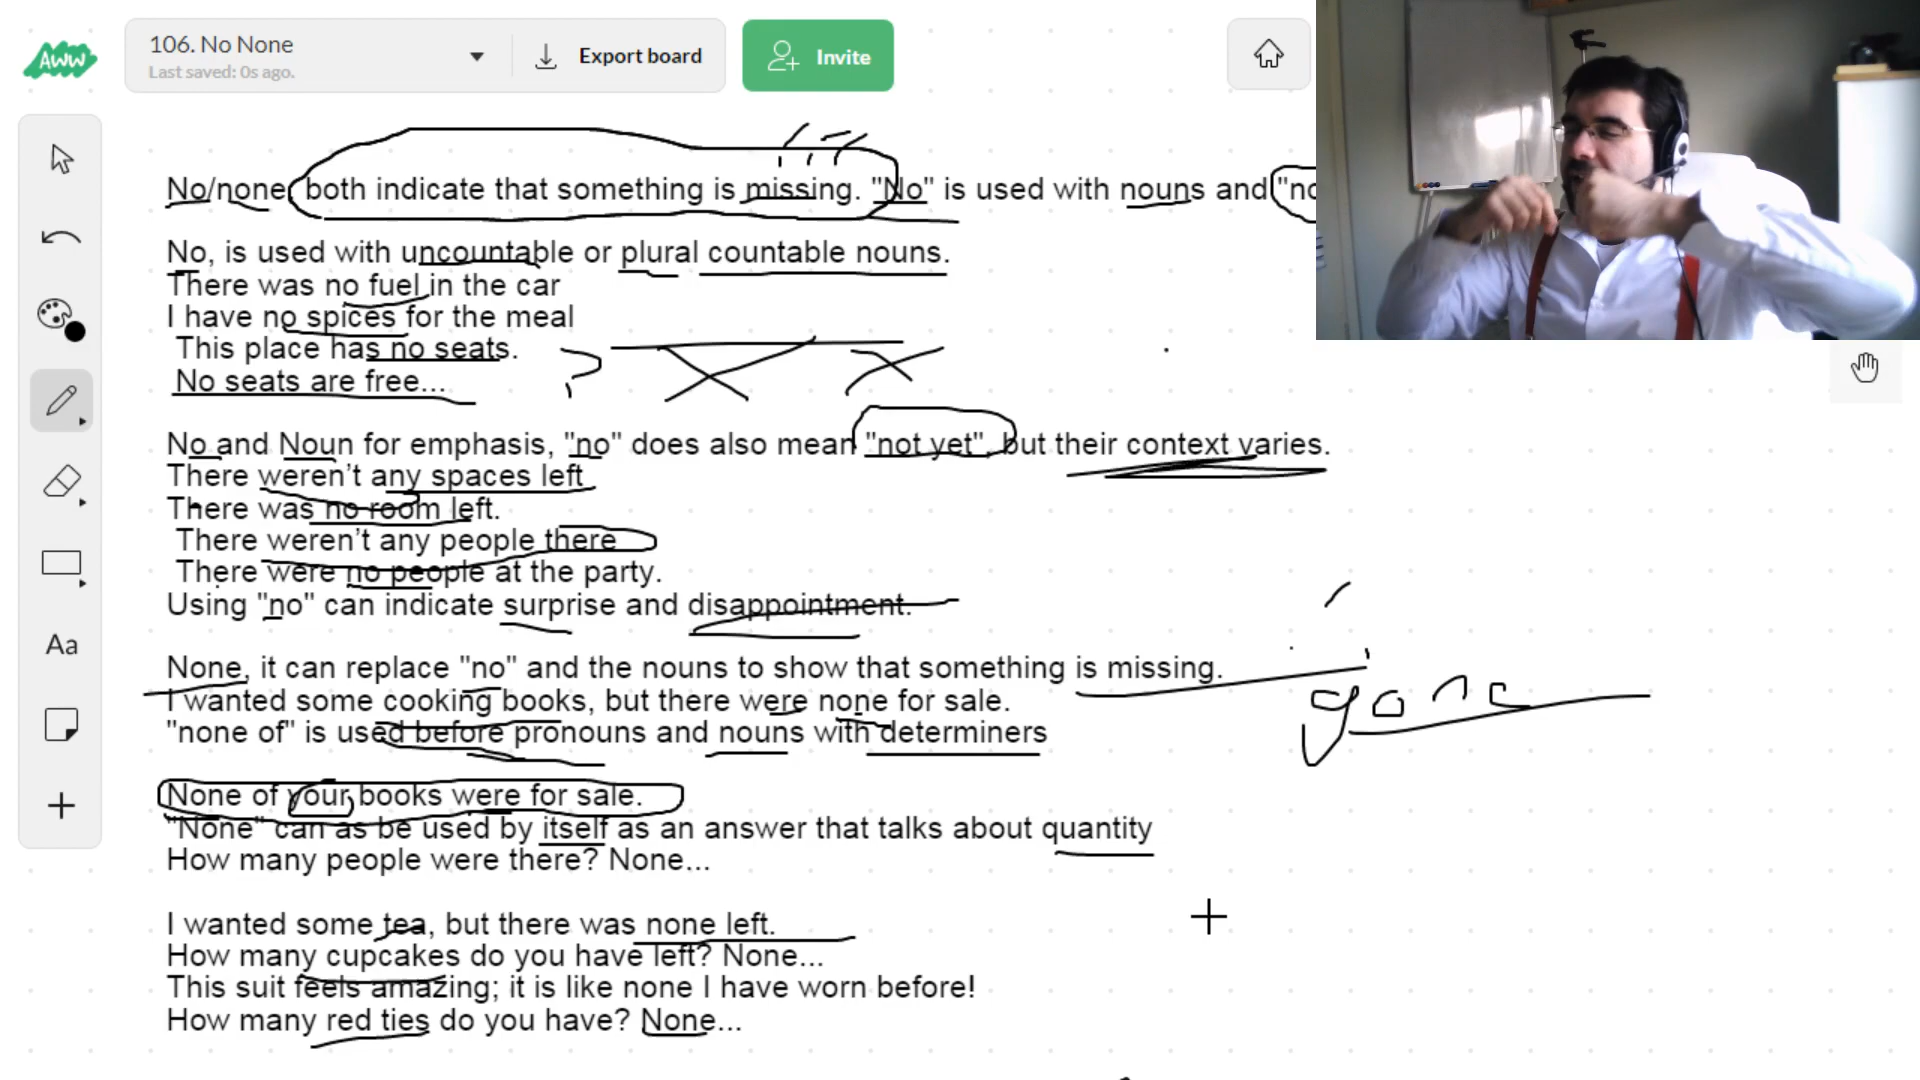 AWW
106. No None
Last saved: 0s ago.
Export board
Invite
No/none, both indicate that something is missing. "No" is used with nouns and "no
No, is used with uncountable or plural countable nouns.
There was no fuel in the car
I have no spices for the meal
This place has no seats.
No seats are free...
?
No and Noun for emphasis, "no" does also mean "not yet", but their context varies.
There weren't any spaces left
There was no room left.
There weren't any people there
There were no people at the party.
Using "no" can indicate surprise and disappointment.
None, it can replace "no" and the nouns to show that something is missing.
I wanted some cooking books, but there were none for sale.
gone
"none of" is used before pronouns and nouns with determiners
None of your books were for sale.
"None" can as be used by itself as an answer that talks about quantity
How many people were there? None...
I wanted some tea, but there was none left.
How many cupcakes do you have left? None...
This suit feels amazing; it is like none I have worn before!
How many red ties do you have? None...
Aa